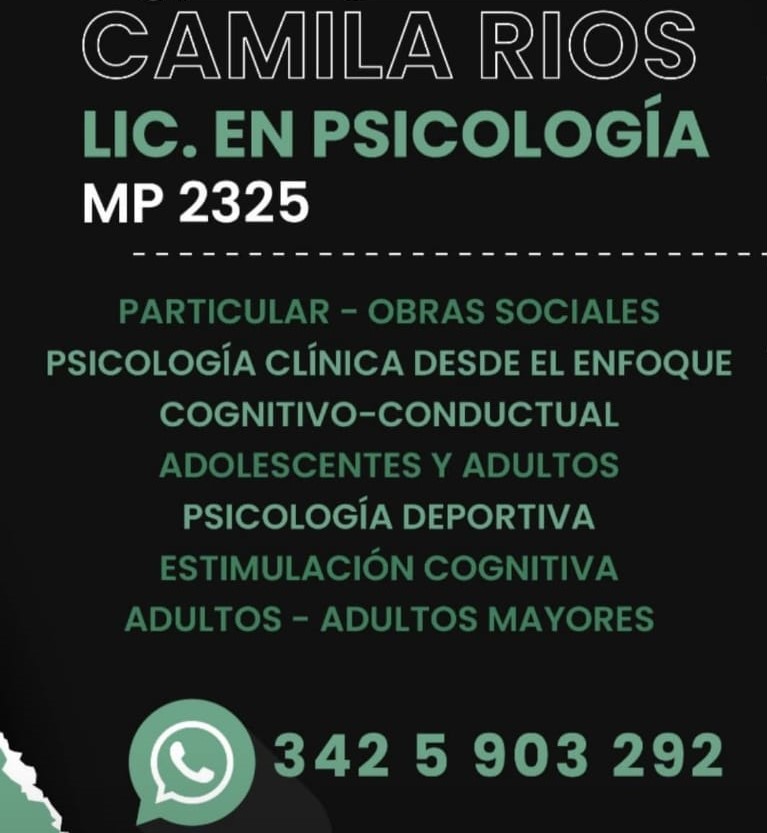 CAMILA RIOS
LIC. EN PSICOLOGÍA
MP 2325
PARTICULAR - OBRAS SOCIALES
PSICOLOGÍA CLÍNICA DESDE EL ENFOQUE
COGNITIVO-CONDUCTUAL
ADOLESCENTES Y ADULTOS
PSICOLOGÍA DEPORTIVA
ESTIMULACIÓN COGNITIVA
ADULTOS - ADULTOS MAYORES
342 5 903 292